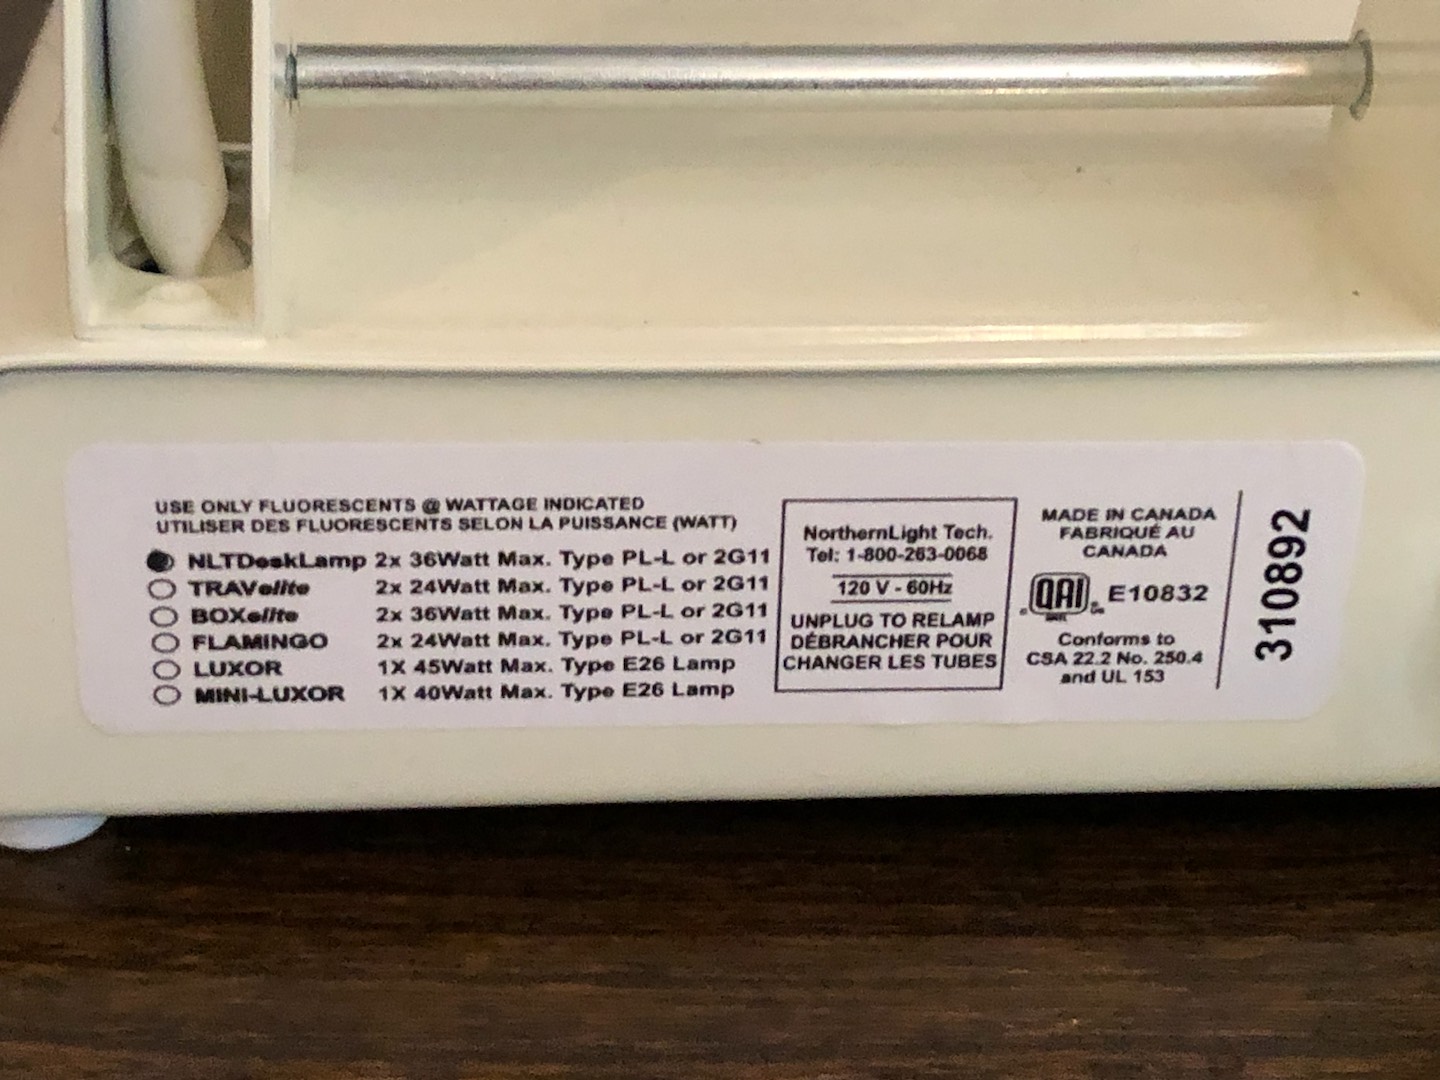 USE ONLY FLUORESCENTS @ WATTAGE INDICATED
UTILISER DES FLUORESCENTS SELON LA PUISSANCE (WATT)
NLTDeskLamp 2x 36Watt Max. Type PL-L or 2G11
TRAVelite 2x 24Watt Max. Type PL-L or 2G11
BOXelite 2x 36Watt Max. Type PL-L or 2G11
FLAMINGO 2x 24Watt Max. Type PL-L or 2G11
LUXOR 1X 45Watt Max. Type E26 Lamp
MINI-LUXOR 1X 40Watt Max. Type E26 Lamp
NorthernLight Tech.
Tel: 1-800-263-0068
120 V - 60Hz
UNPLUG TO RELAMP
DÉBRANCHER POUR
CHANGER LES TUBES
MADE IN CANADA
FABRIQUÉ AU
CANADA
QAI E10832
Conforms to
CSA 22.2 No. 250.4
and UL 153
310892